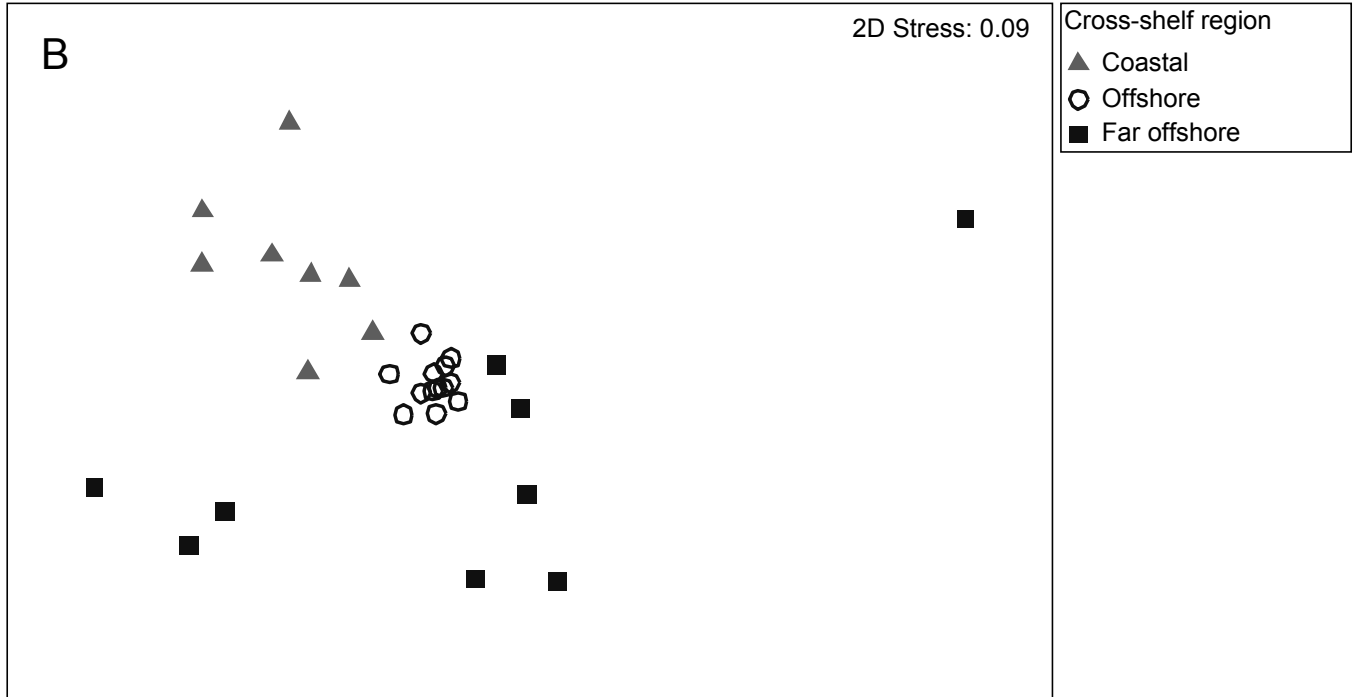 B
2D Stress: 0.09
Cross-shelf region
Coastal
Offshore
Far offshore